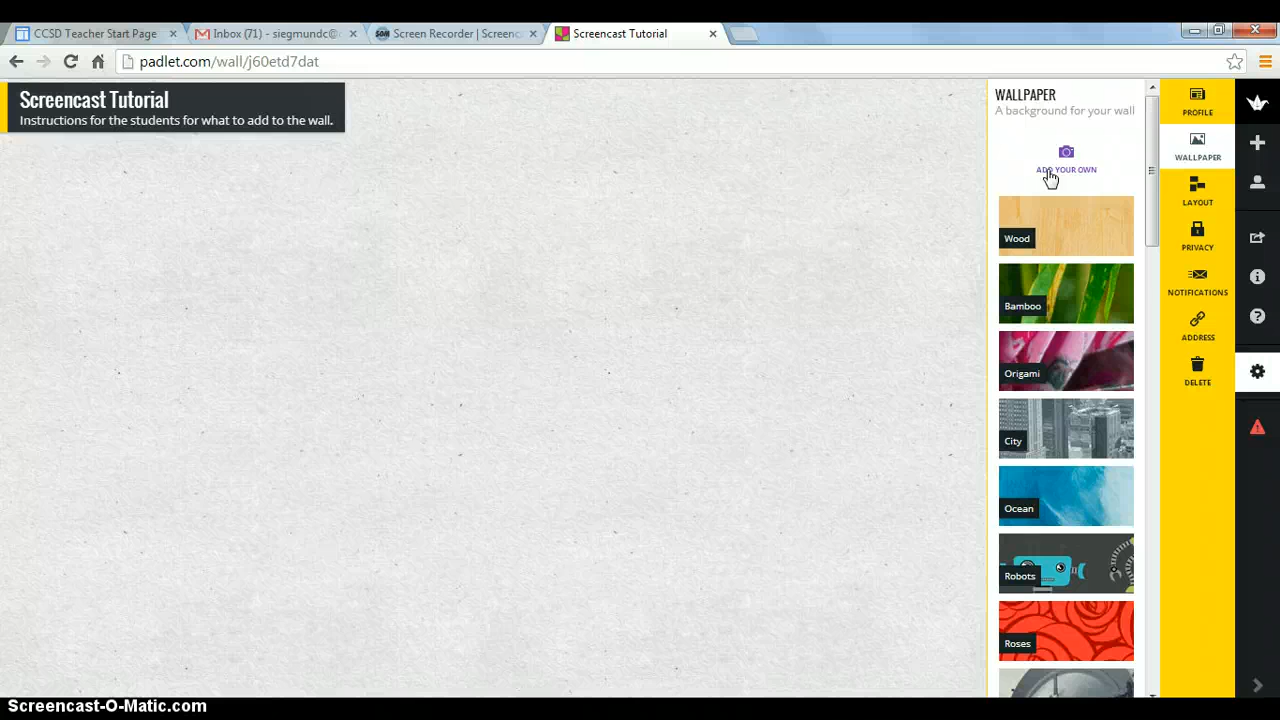 CCSD Teacher Start Page
Inbox (71) - siegmundc@
Screen Recorder | Screenc
Screencast Tutorial
padlet.com/wall/j60etd7dat
Screencast Tutorial
Instructions for the students for what to add to the wall.
WALLPAPER
A background for your wall
ADD YOUR OWN
Wood
Bamboo
Origami
City
Ocean
Robots
Roses
PROFILE
WALLPAPER
LAYOUT
PRIVACY
NOTIFICATIONS
ADDRESS
DELETE
Screencast-O-Matic.com